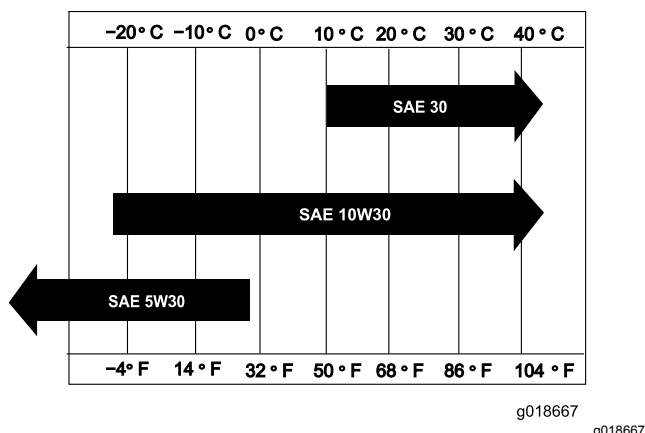 −20° C −10° C 0° C 10° C 20° C 30° C 40° C
SAE 30
SAE 10W30
SAE 5W30
−4° F 14° F 32° F 50° F 68° F 86° F 104 °F
g018667
g018667